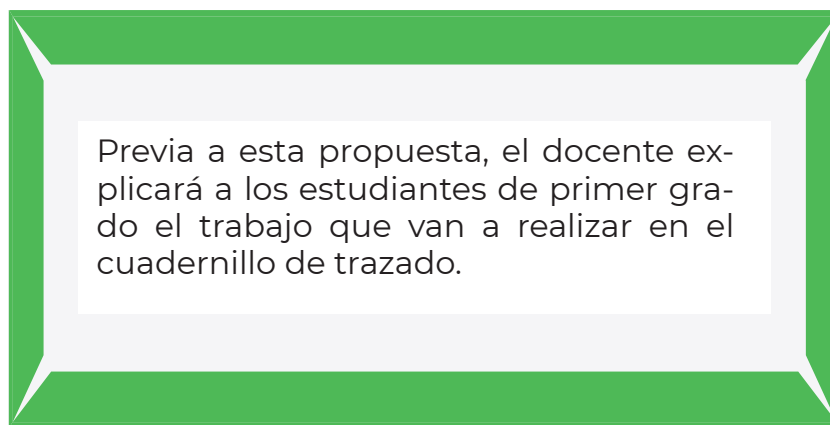 Previa a esta propuesta, el docente ex-
plicará a los estudiantes de primer gra-
do el trabajo que van a realizar en el
cuadernillo de trazado.